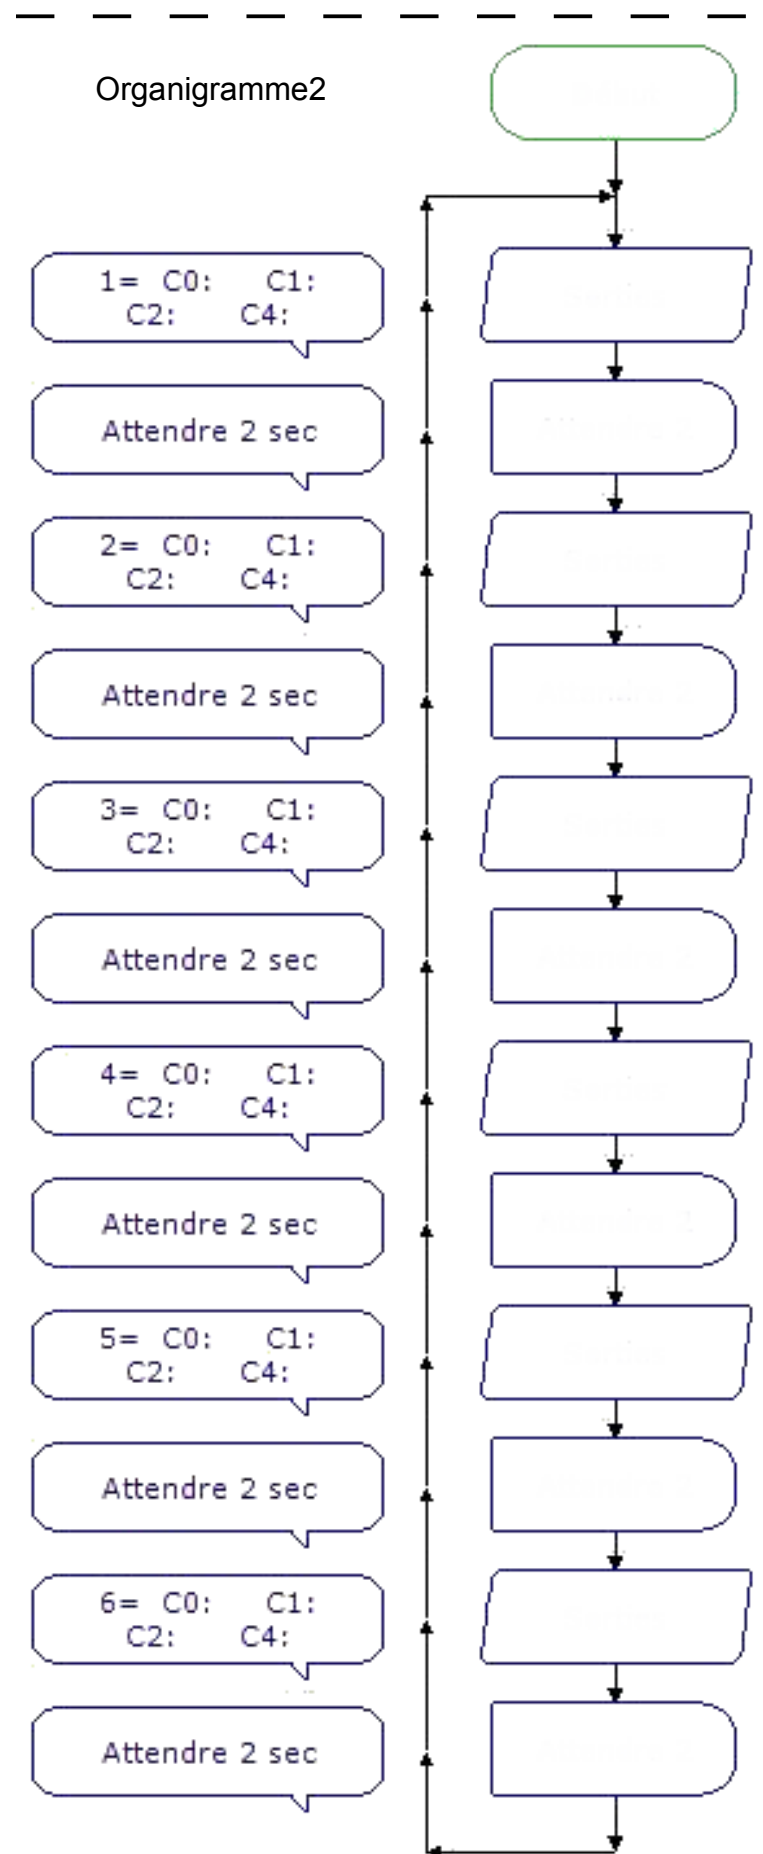 Organigramme2
1= C0: C1:
C2: C4:
Attendre 2 sec
2= C0: C1:
C2: C4:
Attendre 2 sec
3= C0: C1:
C2: C4:
Attendre 2 sec
4= C0: C1:
C2: C4:
Attendre 2 sec
5= C0: C1:
C2: C4:
Attendre 2 sec
6= C0: C1:
C2: C4:
Attendre 2 sec